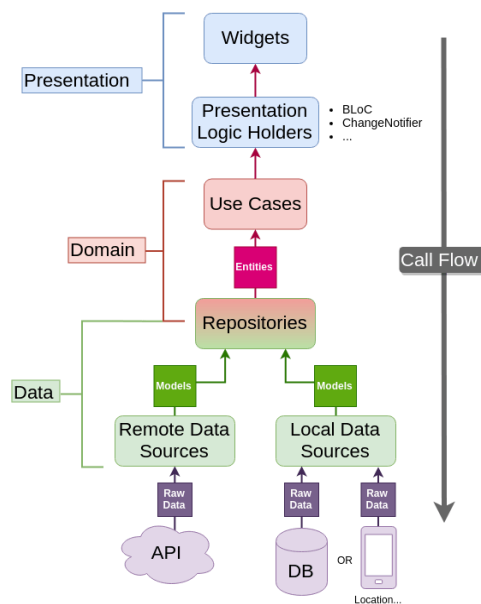 Widgets
Presentation
Presentation
Logic Holders
• BLoC
• ChangeNotifier
• ...
Use Cases
Domain
Entities
Call Flow
Repositories
Data
Models
Models
Remote Data
Sources
Local Data
Sources
Raw
Data
Raw
Data
Raw
Data
API
DB
OR
Location...